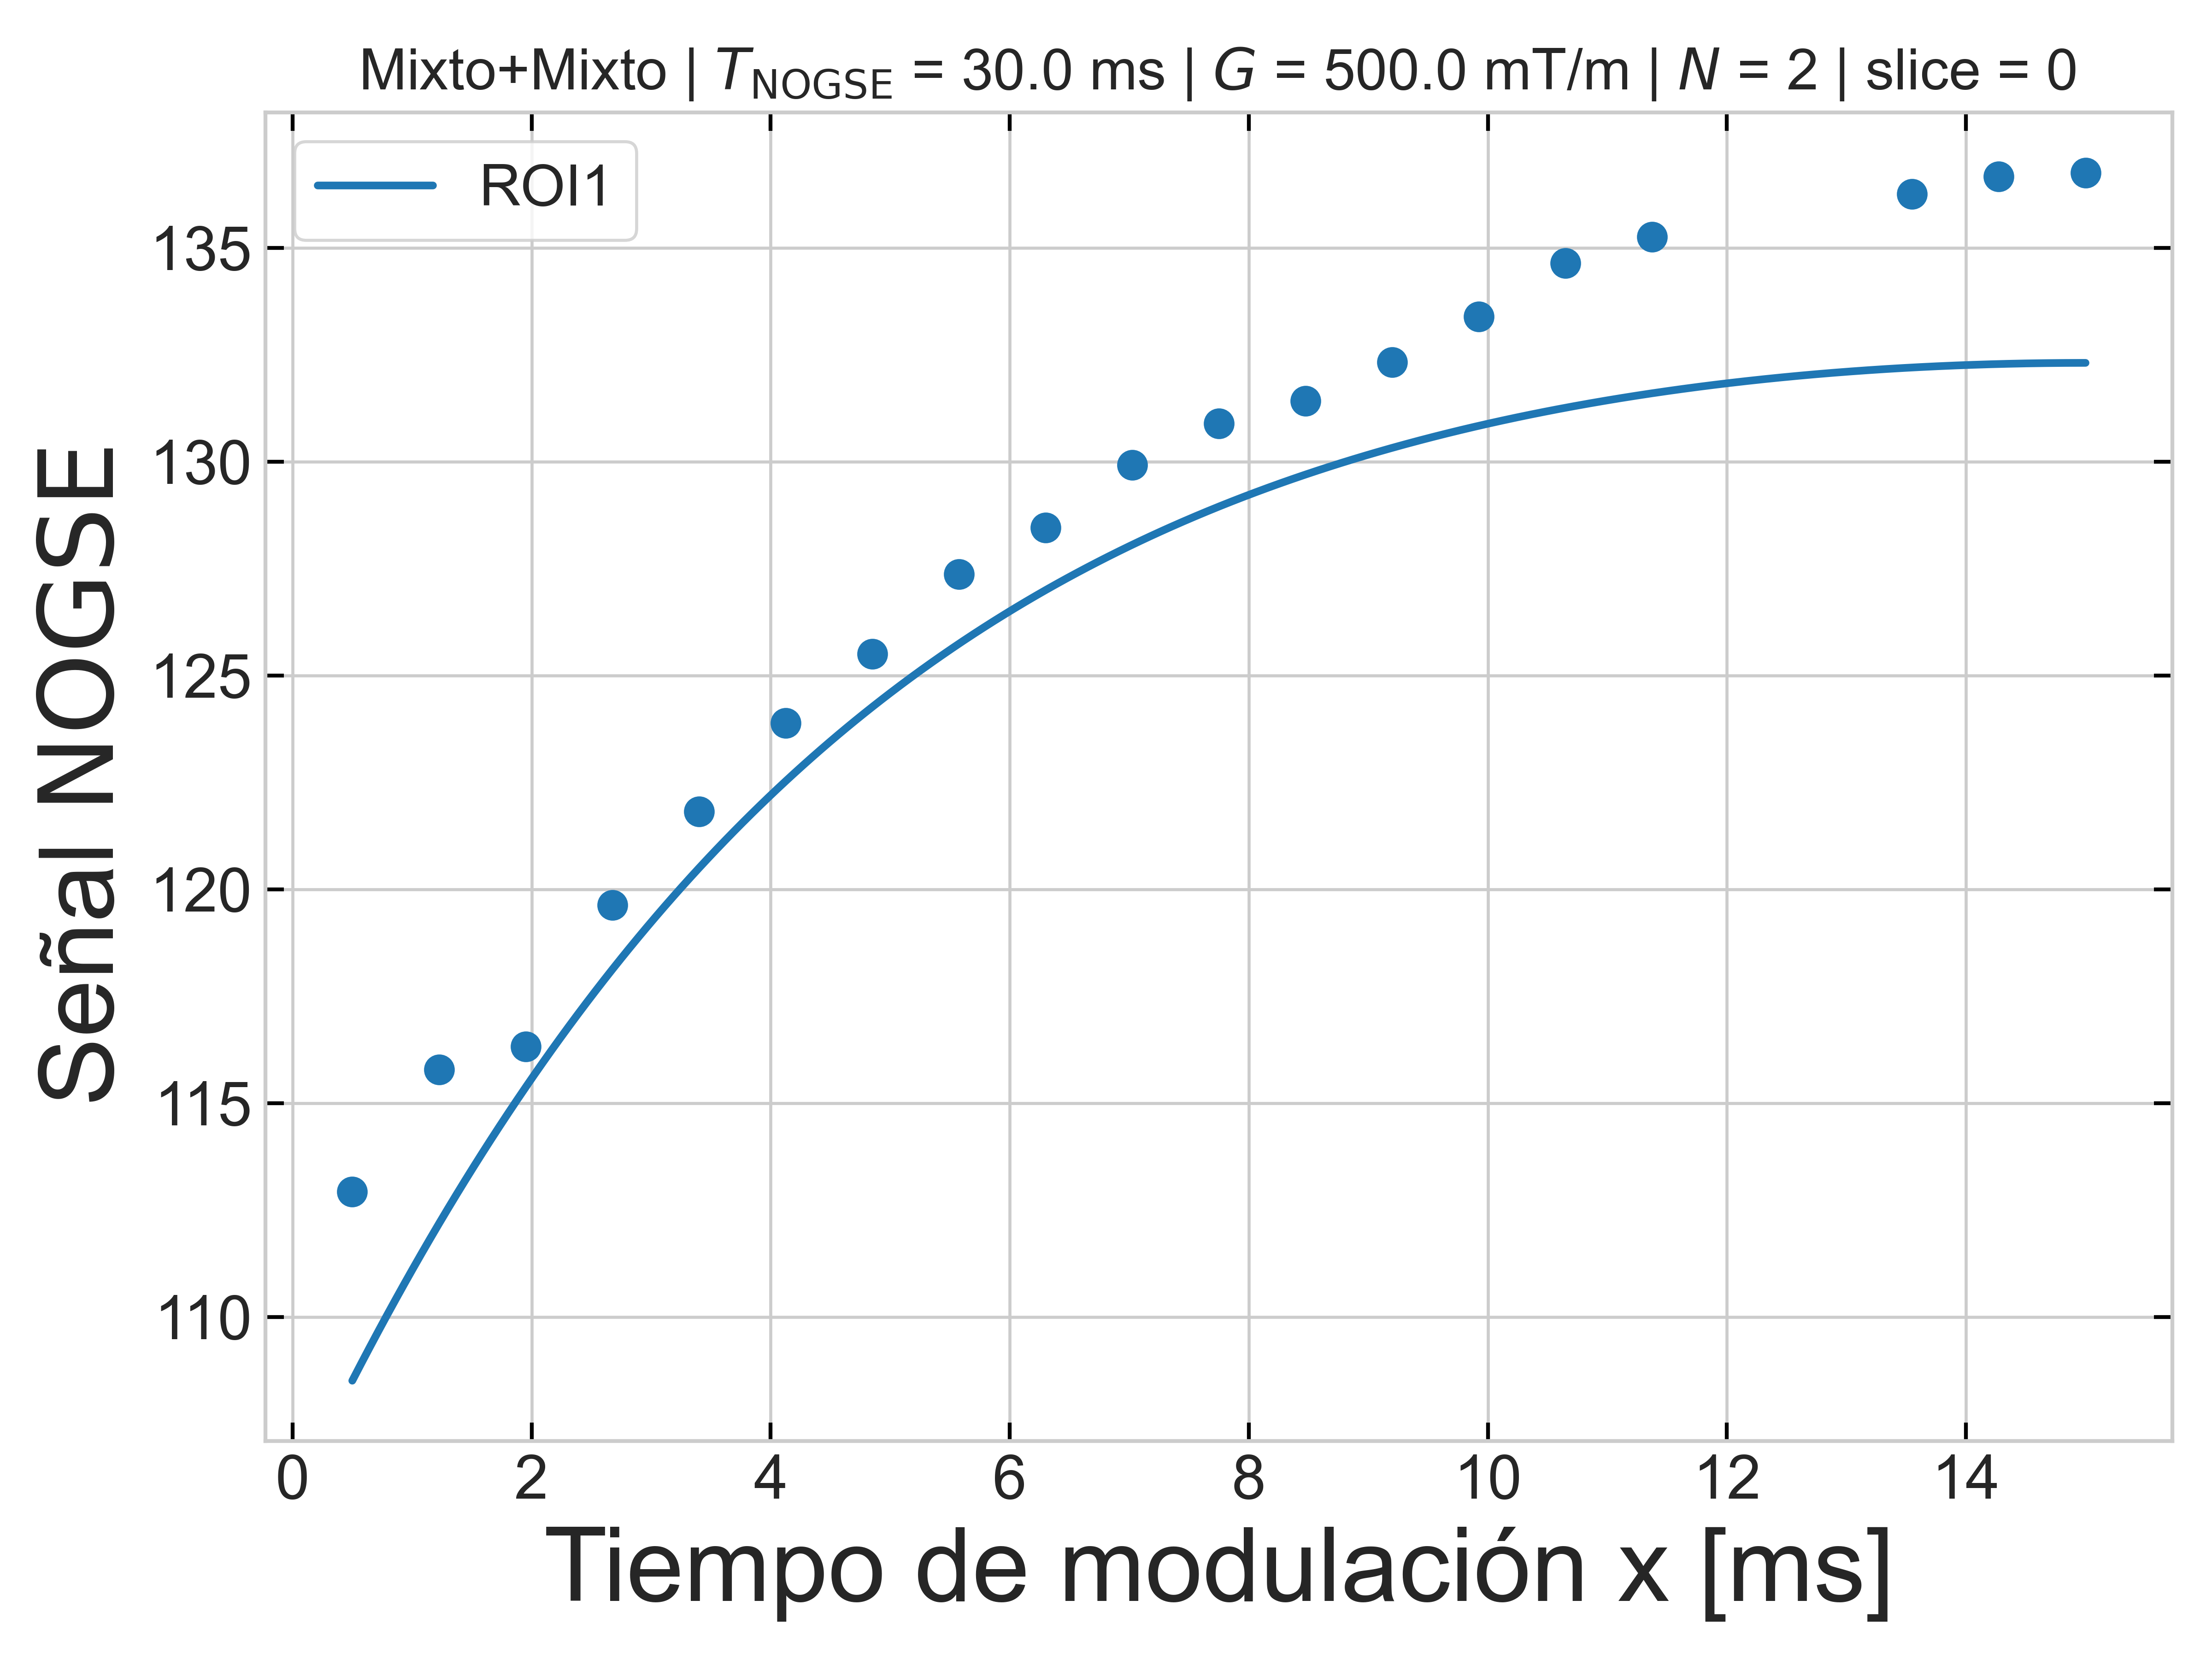 Mixto+Mixto | T_NOGSE = 30.0 ms | G = 500.0 mT/m | N = 2 | slice = 0
ROI1
135
130
125
120
115
110
Señal NOGSE
0 2 4 6 8 10 12 14
Tiempo de modulación x [ms]